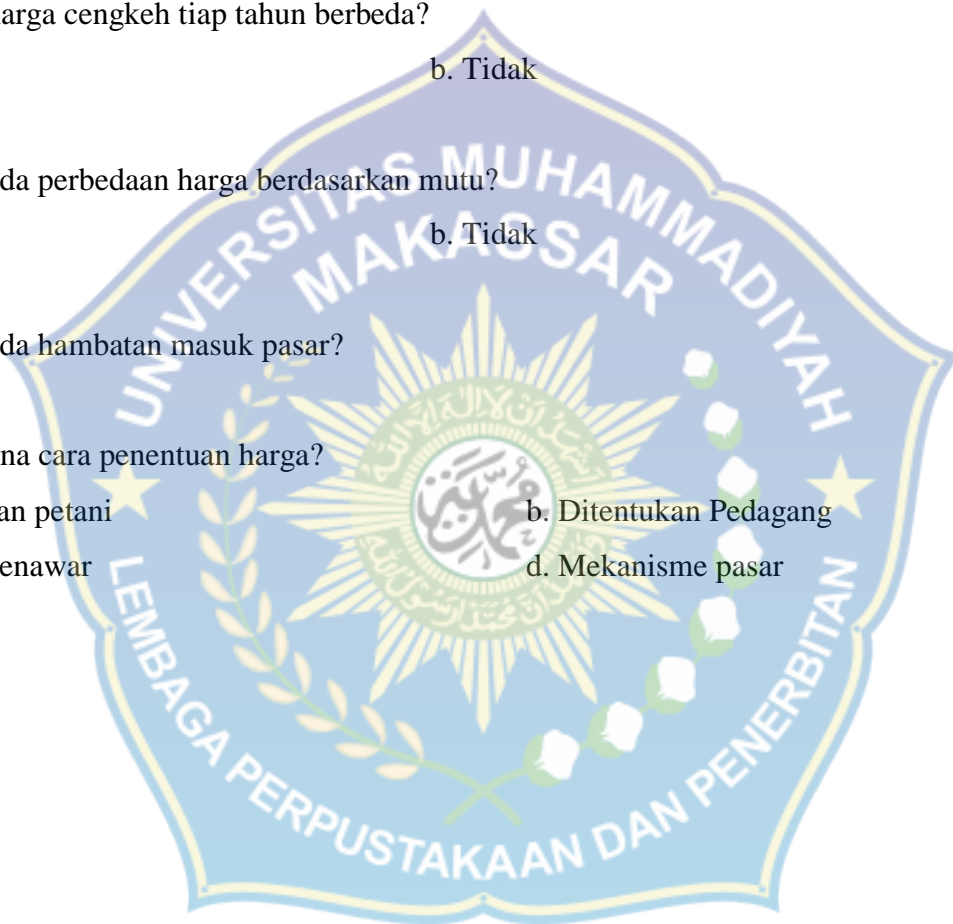 arga cengkeh tiap tahun berbeda?
b. Tidak
da perbedaan harga berdasarkan mutu?
b. Tidak
da hambatan masuk pasar?
na cara penentuan harga?
an petani b. Ditentukan Pedagang
enawar d. Mekanisme pasar
UNIVERSITAS MUHAMMADIYAH
MAKASSAR
LEMBAGA PERPUSTAKAAN DAN PENERBITAN